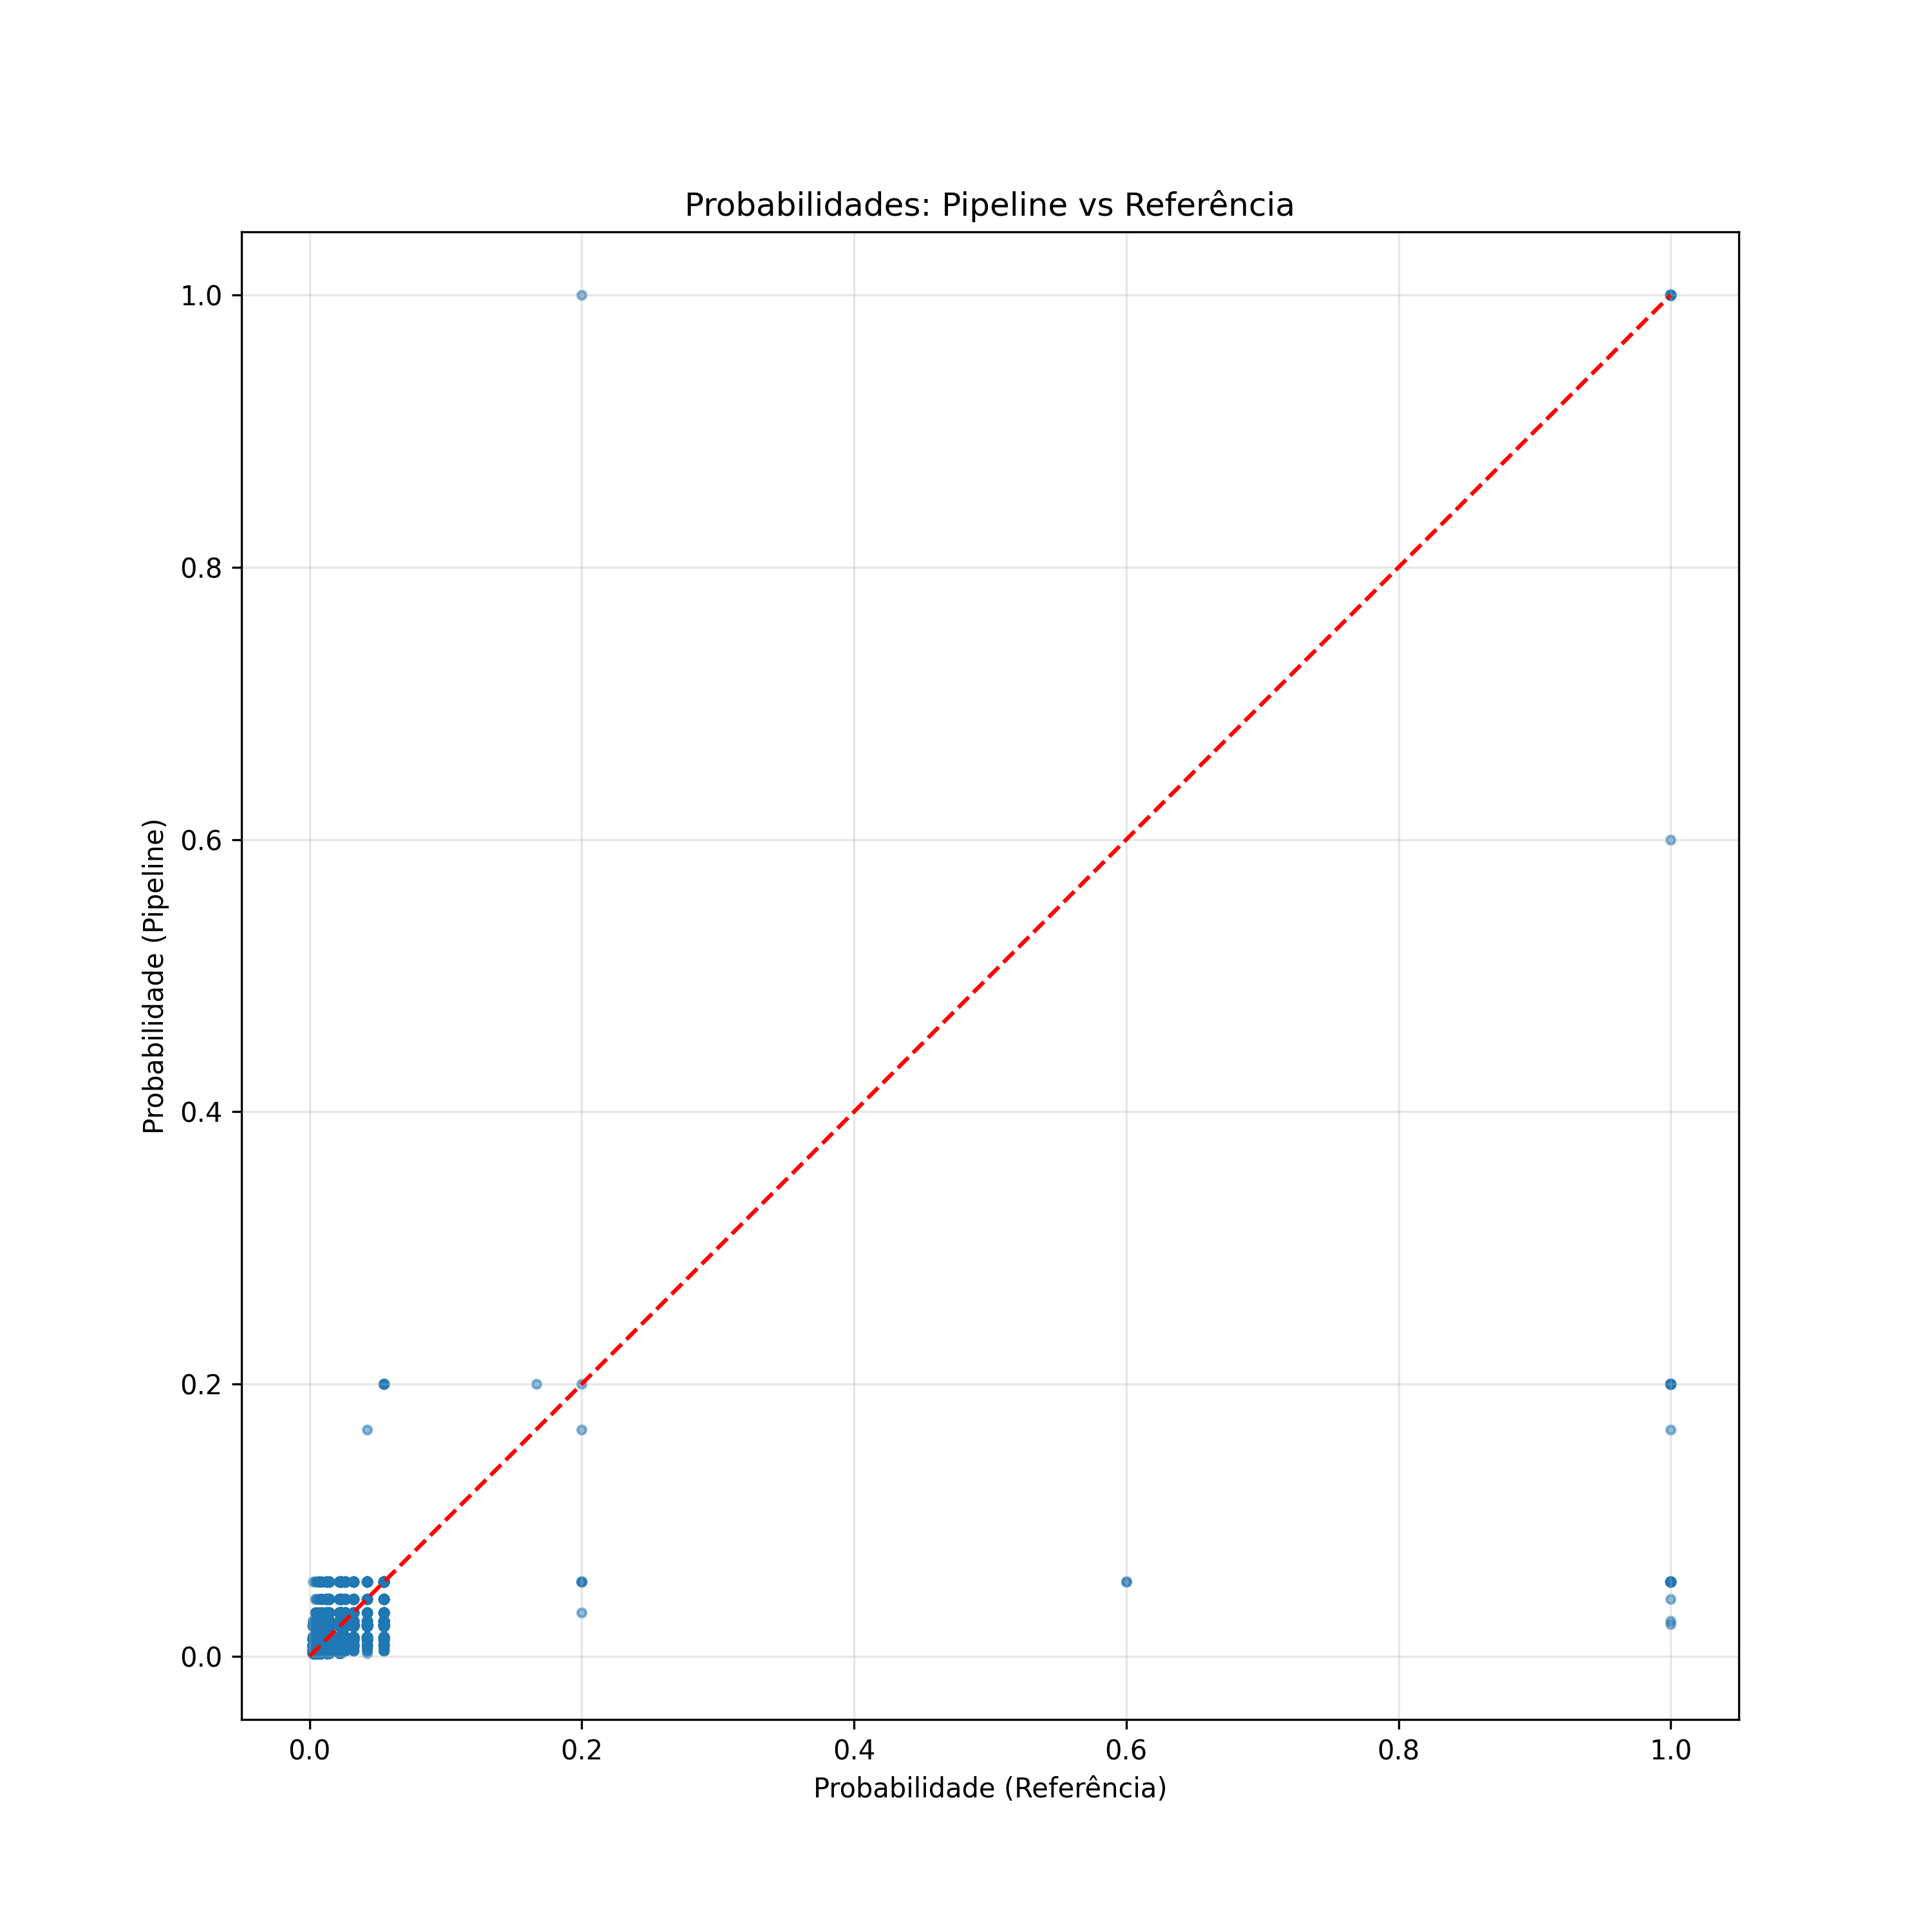 Probabilidades: Pipeline vs Referência
Probabilidade (Pipeline)
1.0
0.8
0.6
0.4
0.2
0.0
0.0 0.2 0.4 0.6 0.8 1.0
Probabilidade (Referência)